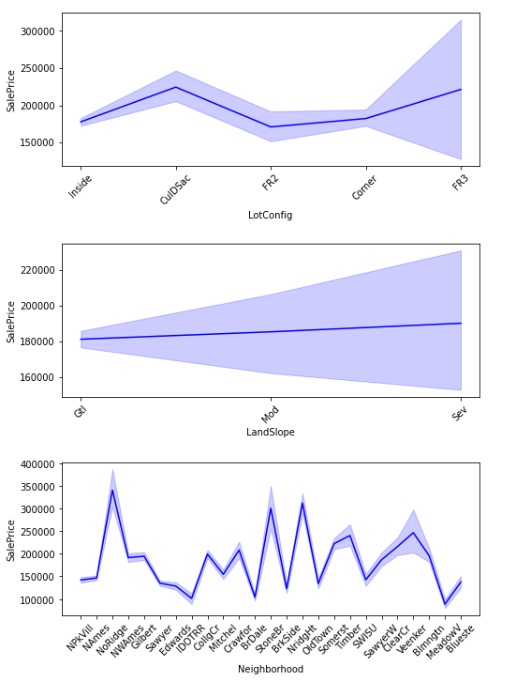 300000
250000
200000
150000
SalePrice
Inside
CulDSac
FR2
Corner
FR3
LotConfig
220000
200000
180000
160000
SalePrice
Gtl
Mod
Sev
LandSlope
400000
350000
300000
250000
200000
150000
100000
SalePrice
NPkVill
NAmes
NoRidge
NWAmes
Gilbert
Sawyer
Edwards
IDOTRR
CollgCr
Mitchel
Crawfor
BrDale
StoneBr
BrkSide
NridgHt
OldTown
Somerst
Timber
SWISU
SawyerW
ClearCr
Veenker
Blmngtn
MeadowV
Blueste
Neighborhood